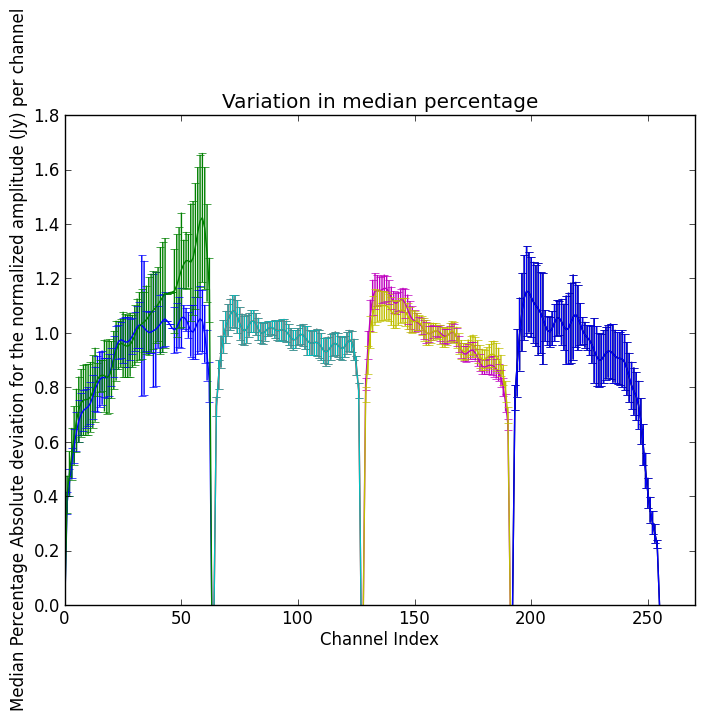 Variation in median percentage
Median Percentage Absolute deviation for the normalized amplitude (Jy) per channel
1.8
1.6
1.4
1.2
1.0
0.8
0.6
0.4
0.2
0.0
0 50 100 150 200 250
Channel Index